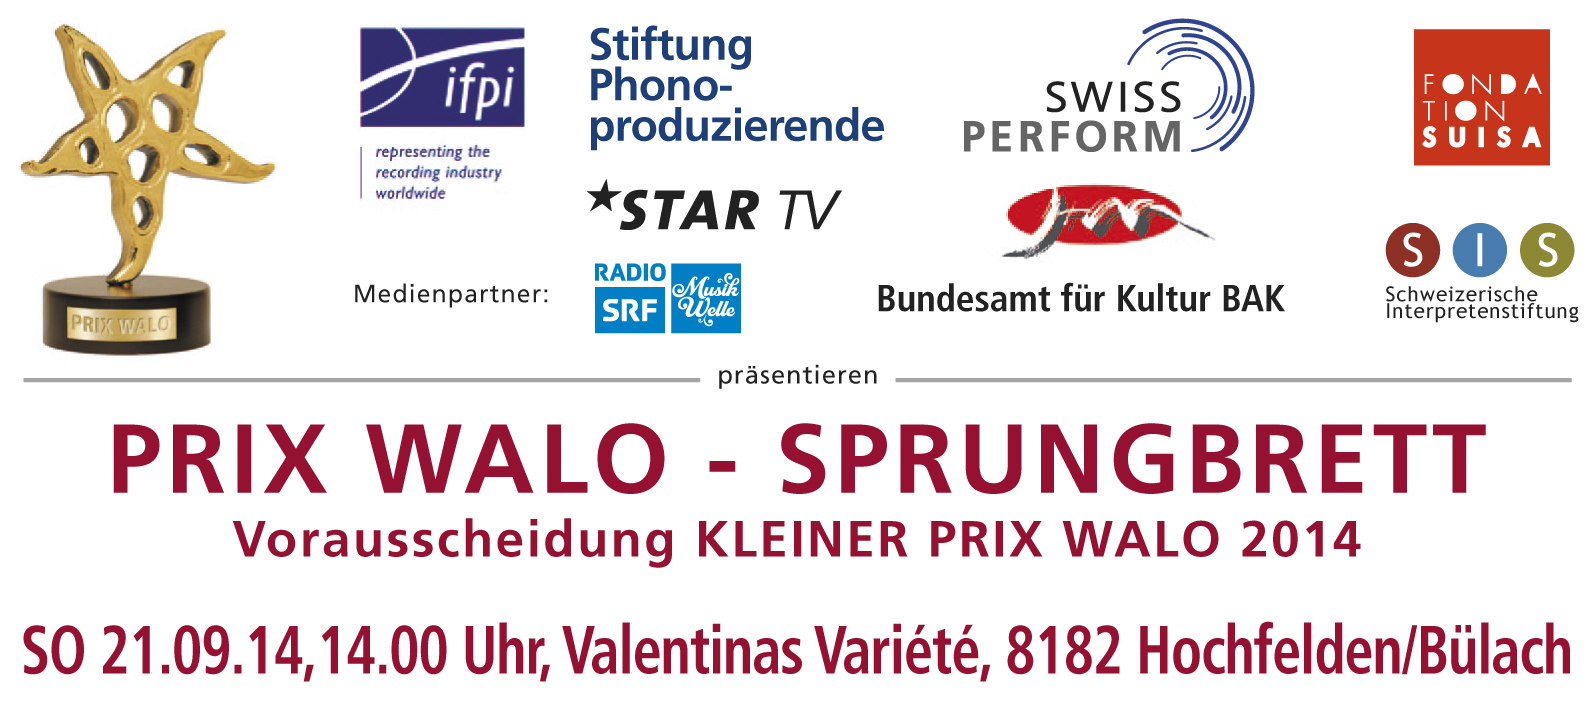 PRIX WALO
ifpi
representing the
recording industry
worldwide
Stiftung
Phono-
produzierende
SWISS
PERFORM
FONDA
TION
SUISA
STAR TV
Medienpartner:
RADIO
SRF
Musik
Welle
Bundesamt für Kultur BAK
S I S
Schweizerische
Interpretenstiftung
präsentieren
PRIX WALO - SPRUNGBRETT
Vorausscheidung KLEINER PRIX WALO 2014
SO 21.09.14,14.00 Uhr, Valentinas Variété, 8182 Hochfelden/Bülach